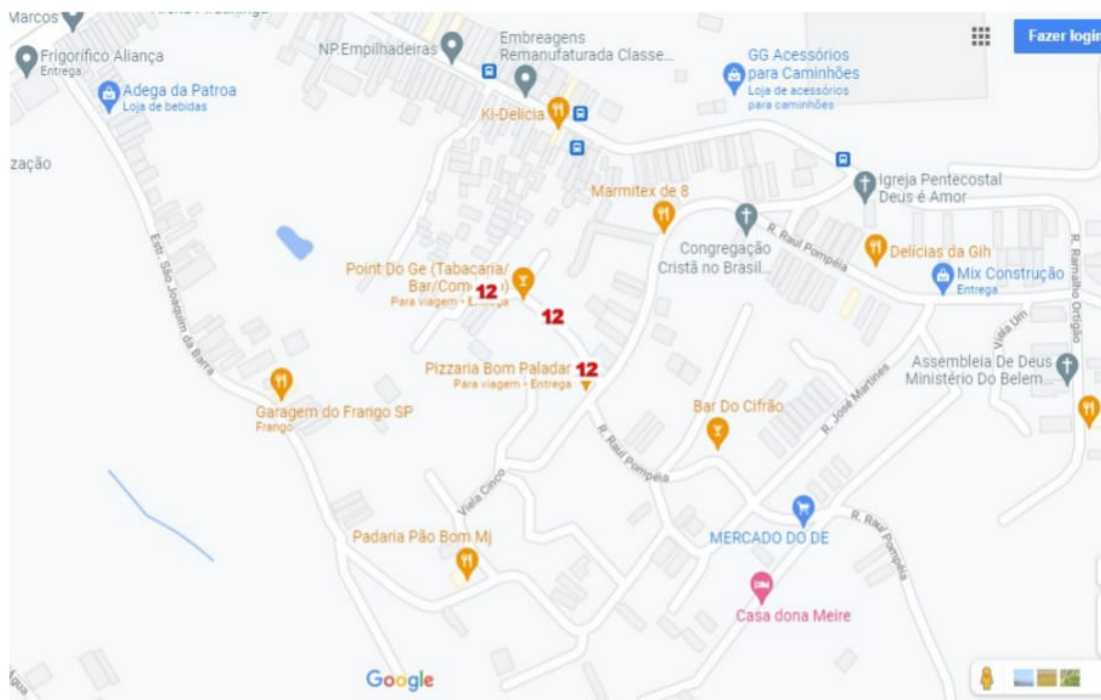 Marcos
Frigorífico Aliança
Entrega
Adega da Patroa
Loja de bebidas
zação
NP.Empilhadeiras
Embreagens
Remanufaturada Classe...
GG Acessórios
para Caminhões
Loja de acessórios
para caminhões
Fazer login
Ki-Delicia
Marmitex de 8
Igreja Pentecostal
Deus é Amor
Congregação
Cristã no Brasil...
R. Raul Pompéia
Delícias da Gih
Mix Construção
Entrega
R. Ramalho Ortigão
Viela Um
Estr. São Joaquim da Barra
Point Do Ge (Tabacaria/
Bar/Com
12
Para viagem - Entrega
12
Pizzaria Bom Paladar
12
Para viagem - Entrega
Assembleia De Deus
Ministério Do Belem...
R. José Martines
Bar Do Cifrão
Garagem do Frango SP
Frango
R. Raul Pompéia
Viela Cinco
Padaria Pão Bom Mj
MERCADO DO DE
R. Raul Pompéia
Casa dona Meire
Google
Água